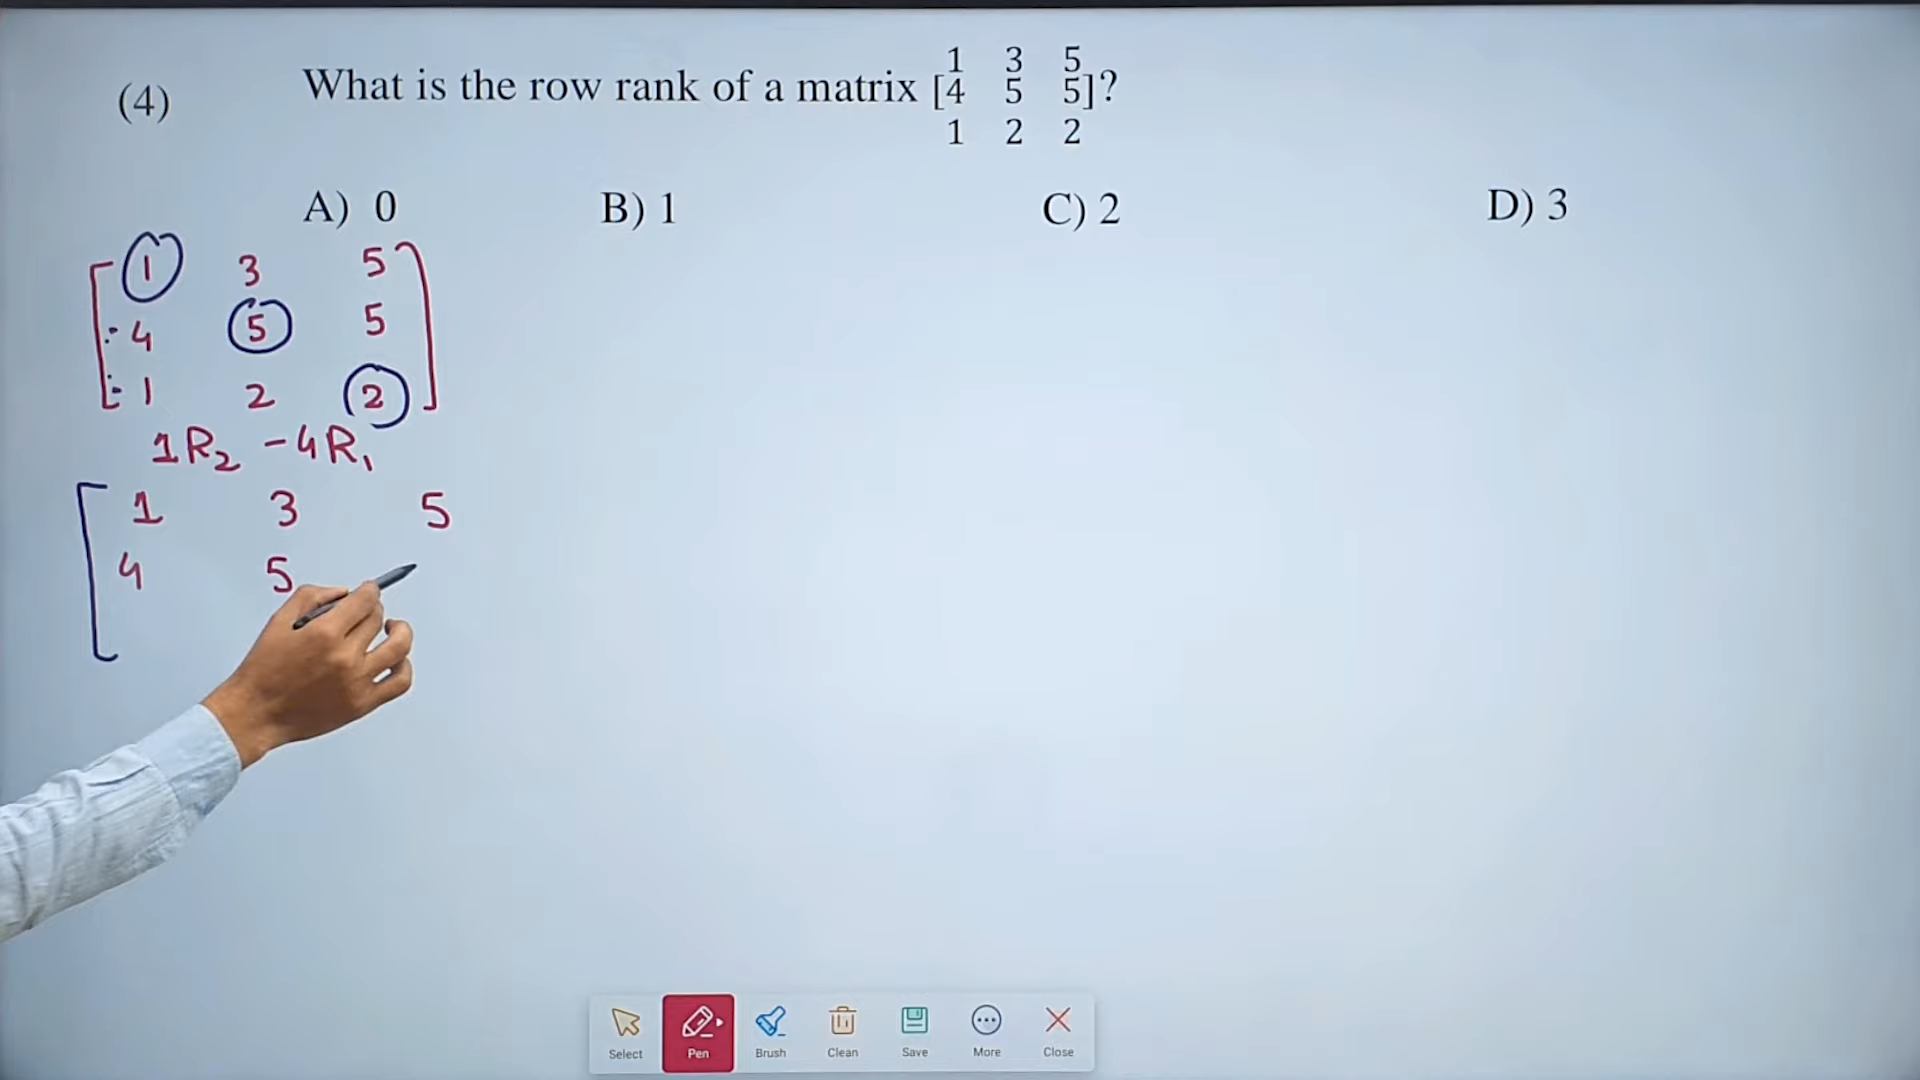 (4) What is the row rank of a matrix [
1 3 5
4 5 5
1 2 2
]?
A) 0 B) 1 C) 2 D) 3
1 3 5
4 5 5
1 2 2
1R₂ -4R₁
1 3 5
4 5
Select Pen Brush Clean Save More Close